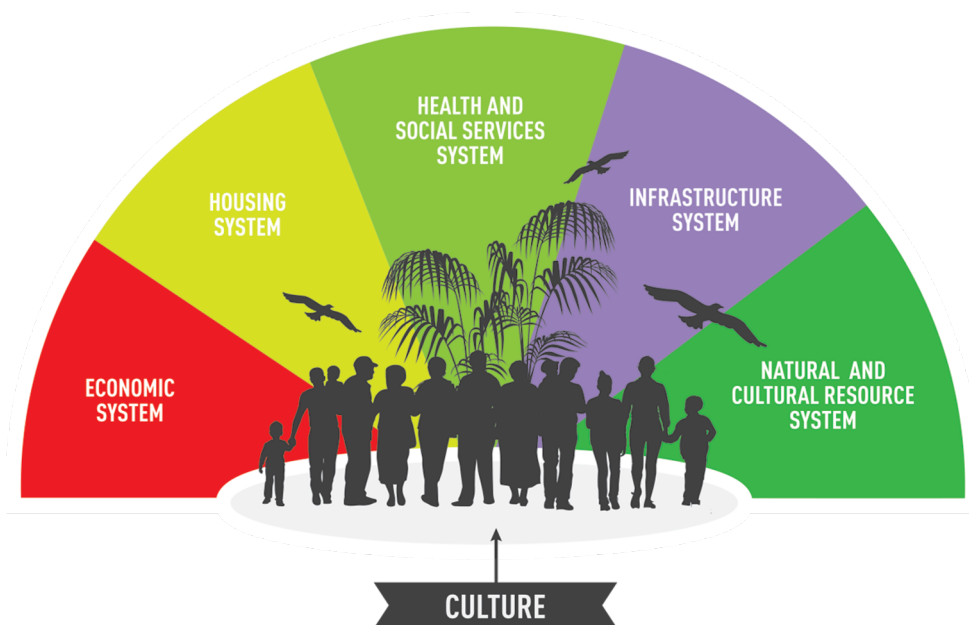 HEALTH AND
SOCIAL SERVICES
SYSTEM
HOUSING
SYSTEM
INFRASTRUCTURE
SYSTEM
ECONOMIC
SYSTEM
NATURAL AND
CULTURAL RESOURCE
SYSTEM
CULTURE